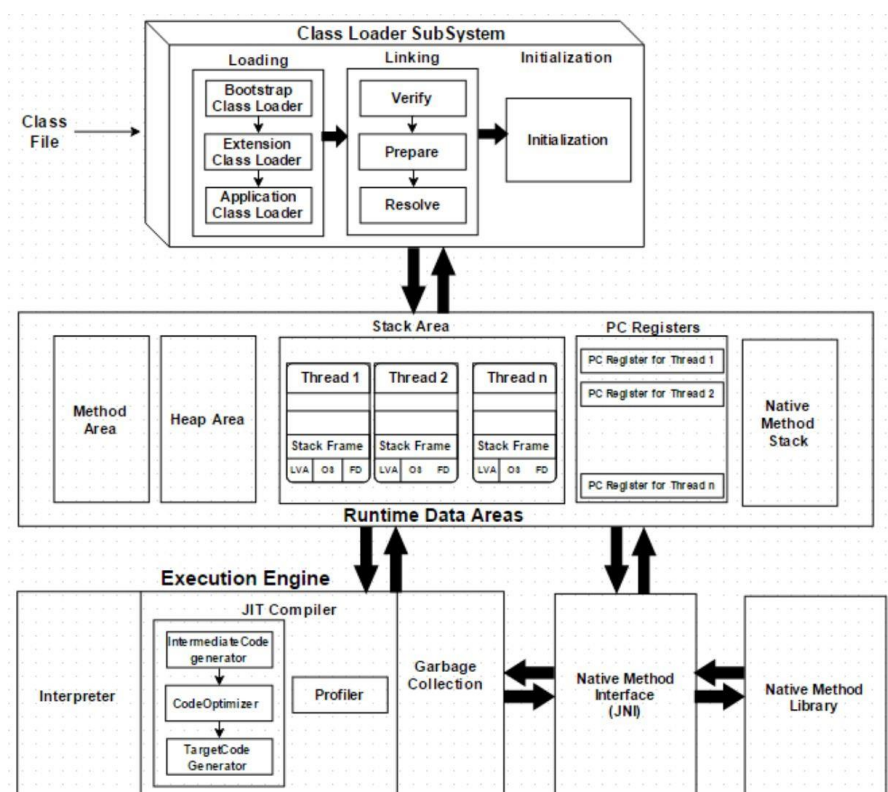 Class Loader SubSystem
Loading
Linking
Initialization
Bootstrap
Class Loader
Extension
Class Loader
Application
Class Loader
Verify
Prepare
Resolve
Initialization
Class
File
Stack Area
PC Registers
Method
Area
Heap Area
Thread 1
Thread 2
Thread n
Stack Frame
Stack Frame
Stack Frame
LVA OS FD
LVA OS FD
LVA OS FD
PC Register for Thread 1
PC Register for Thread 2
PC Register for Thread n
Native
Method
Stack
Runtime Data Areas
Execution Engine
JIT Compiler
Interpreter
IntermediateCode
generator
CodeOptimizer
TargetCode
Generator
Profiler
Garbage
Collection
Native Method
Interface
(JNI)
Native Method
Library